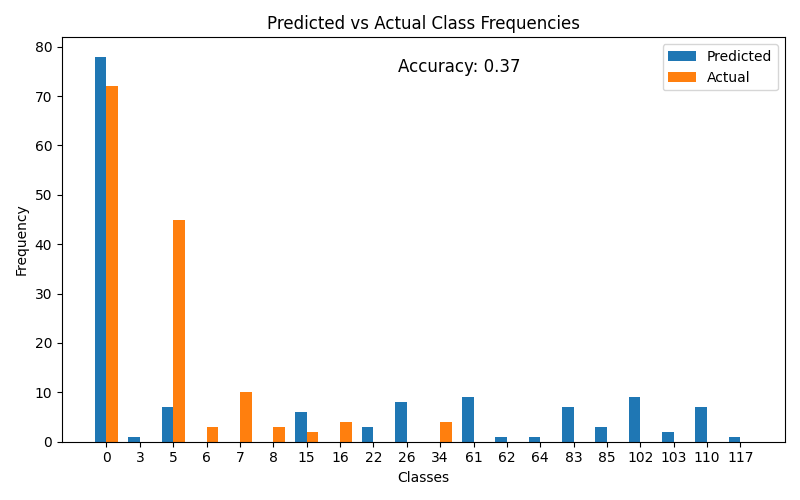 Predicted vs Actual Class Frequencies
Accuracy: 0.37
Predicted
Actual
Frequency
80
70
60
50
40
30
20
10
0
0 3 5 6 7 8 15 16 22 26 34 61 62 64 83 85 102 103 110 117
Classes